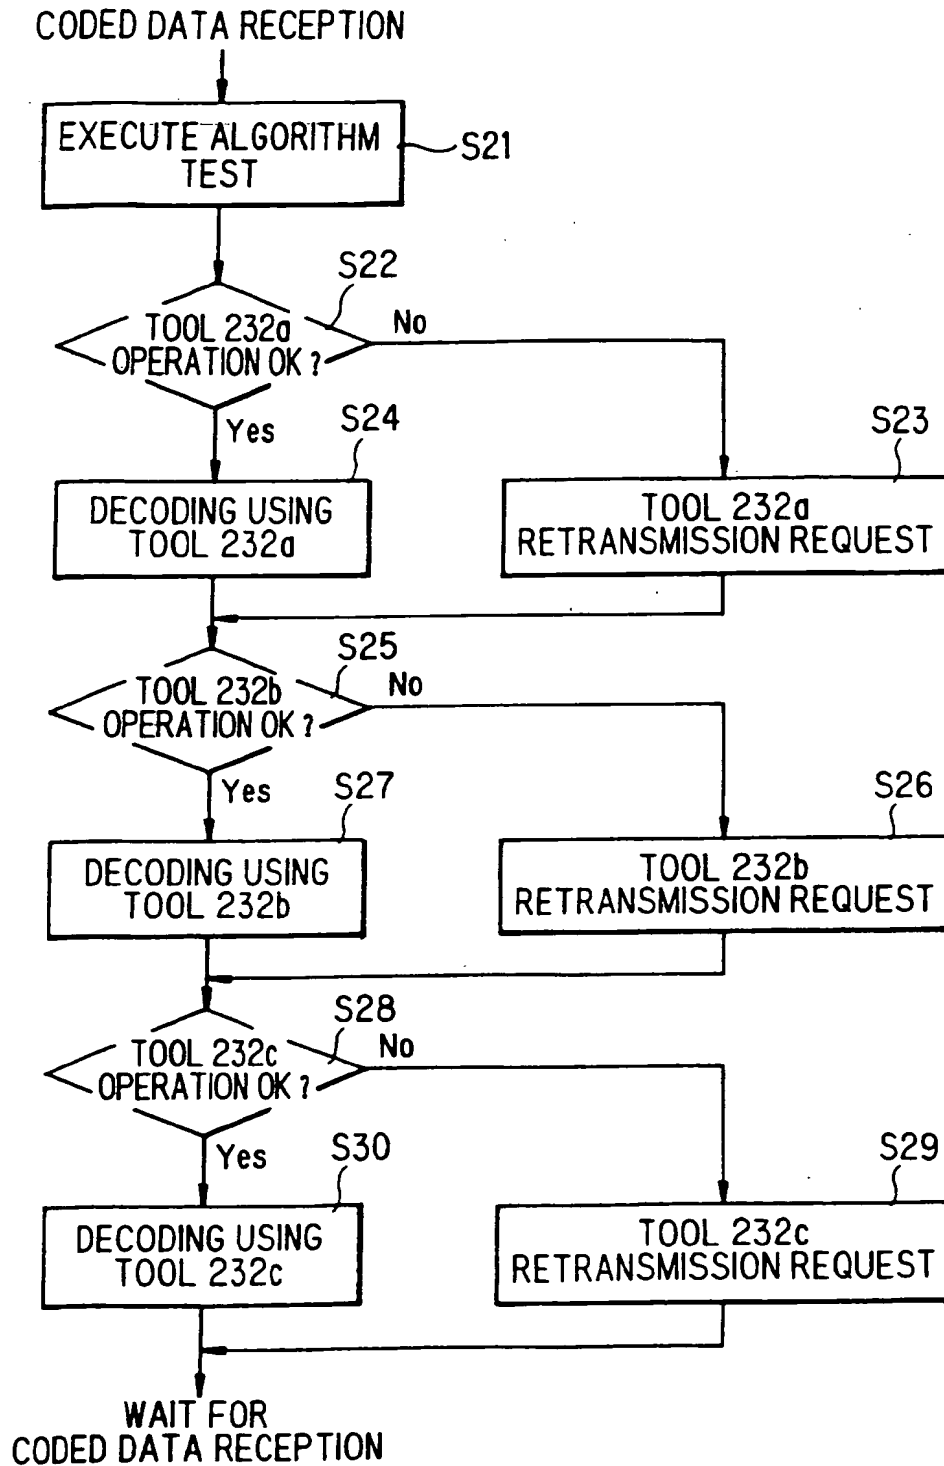 CODED DATA RECEPTION
EXECUTE ALGORITHM
TEST
S21
S22
TOOL 232a
OPERATION OK ?
No
Yes
S24
S23
DECODING USING
TOOL 232a
TOOL 232a
RETRANSMISSION REQUEST
S25
TOOL 232b
OPERATION OK ?
No
Yes
S27
S26
DECODING USING
TOOL 232b
TOOL 232b
RETRANSMISSION REQUEST
S28
TOOL 232c
OPERATION OK ?
No
Yes
S30
S29
DECODING USING
TOOL 232c
TOOL 232c
RETRANSMISSION REQUEST
WAIT FOR
CODED DATA RECEPTION